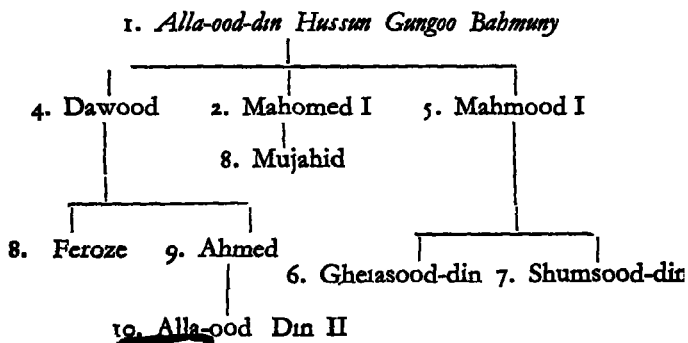 1. Alla-ood-din Hussun Gungoo Bahmuny
4. Dawood 2. Mahomed I 5. Mahmood I
8. Mujahid
8. Feroze 9. Ahmed
6. Gheiasood-din 7. Shumsood-din
10. Alla-ood Din II